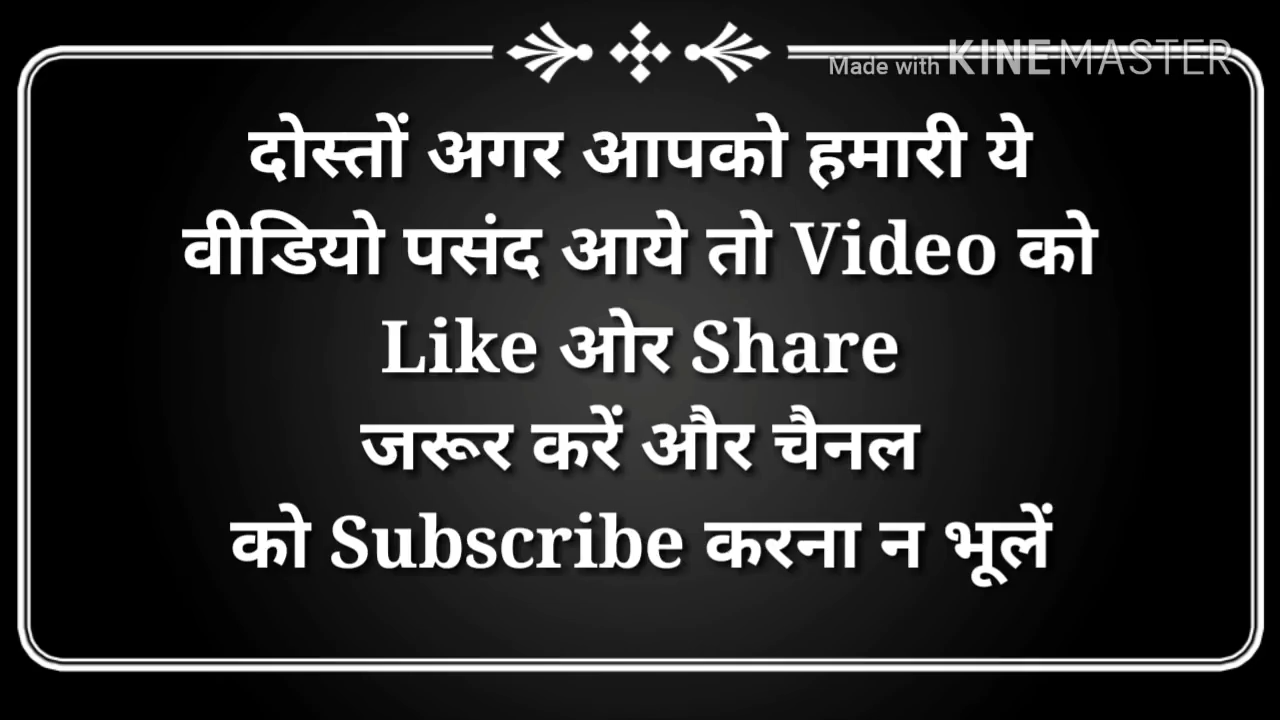 Made with KINEMASTER
दोस्तों अगर आपको हमारी ये
वीडियो पसंद आये तो Video को
Like ओर Share
जरूर करें और चैनल
को Subscribe करना न भूलें